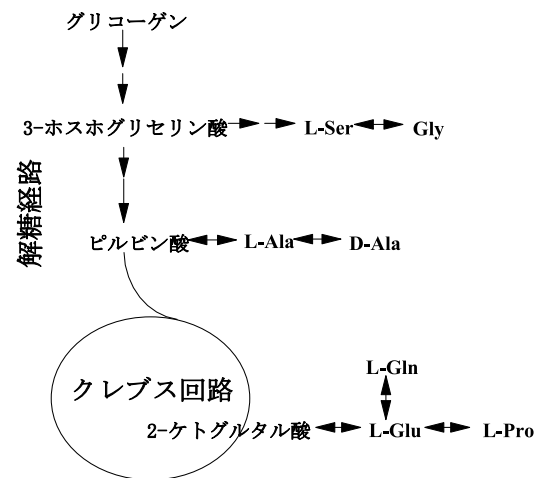 グリコーゲン
3-ホスホグリセリン酸 L-Ser Gly
解糖経路
ピルビン酸 L-Ala D-Ala
クレブス回路
L-Gln
2-ケトグルタル酸 L-Glu L-Pro